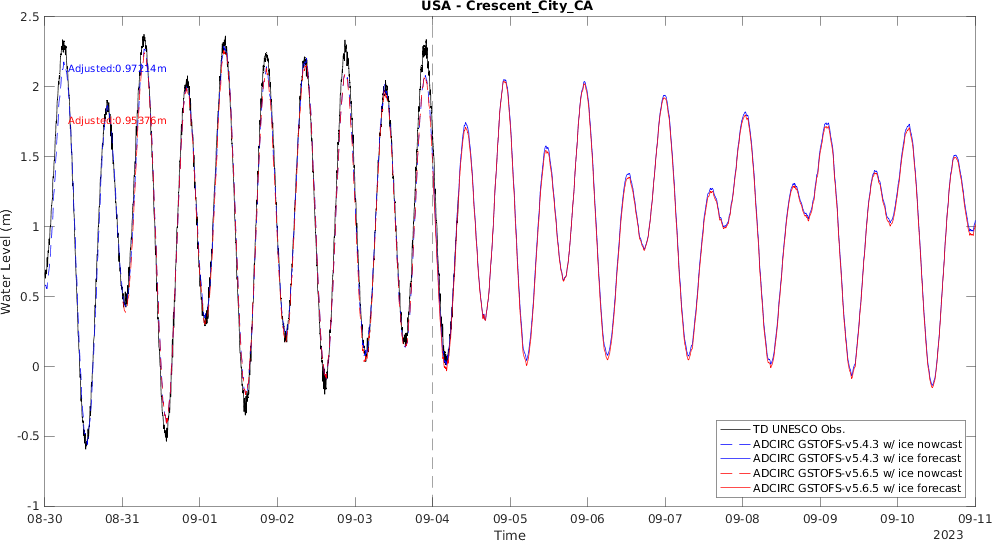 USA - Crescent_City_CA
2.5
2
1.5
1
0.5
0
-0.5
-1
Water Level (m)
Adjusted:0.97214m
Adjusted:0.95376m
TD UNESCO Obs.
ADCIRC GSTOFS-v5.4.3 w/ ice nowcast
ADCIRC GSTOFS-v5.4.3 w/ ice forecast
ADCIRC GSTOFS-v5.6.5 w/ ice nowcast
ADCIRC GSTOFS-v5.6.5 w/ ice forecast
08-30 08-31 09-01 09-02 09-03 09-04 09-05 09-06 09-07 09-08 09-09 09-10 09-11
Time
2023